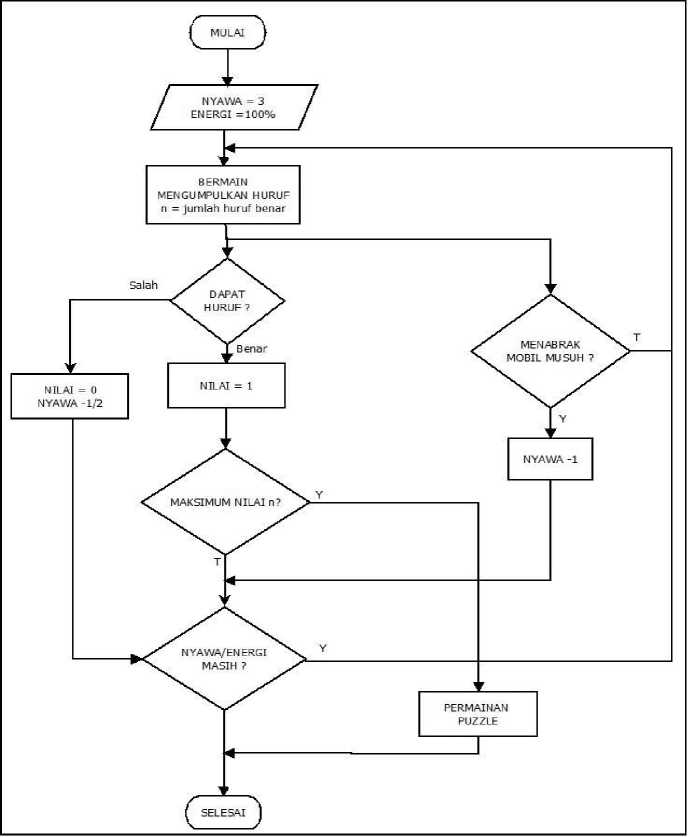 MULAI
NYAWA = 3
ENERGI =100%
BERMAIN
MENGUMPULKAN HURUF
n = jumlah huruf benar
Salah
DAPAT
HURUF ?
Benar
MENABRAK
MOBIL MUSUH ?
T
NILAI = 0
NYAWA -1/2
NILAI = 1
Y
NYAWA -1
MAKSIMUM NILAI n?
Y
T
NYAWA/ENERGI
MASIH ?
Y
PERMAINAN
PUZZLE
SELESAI